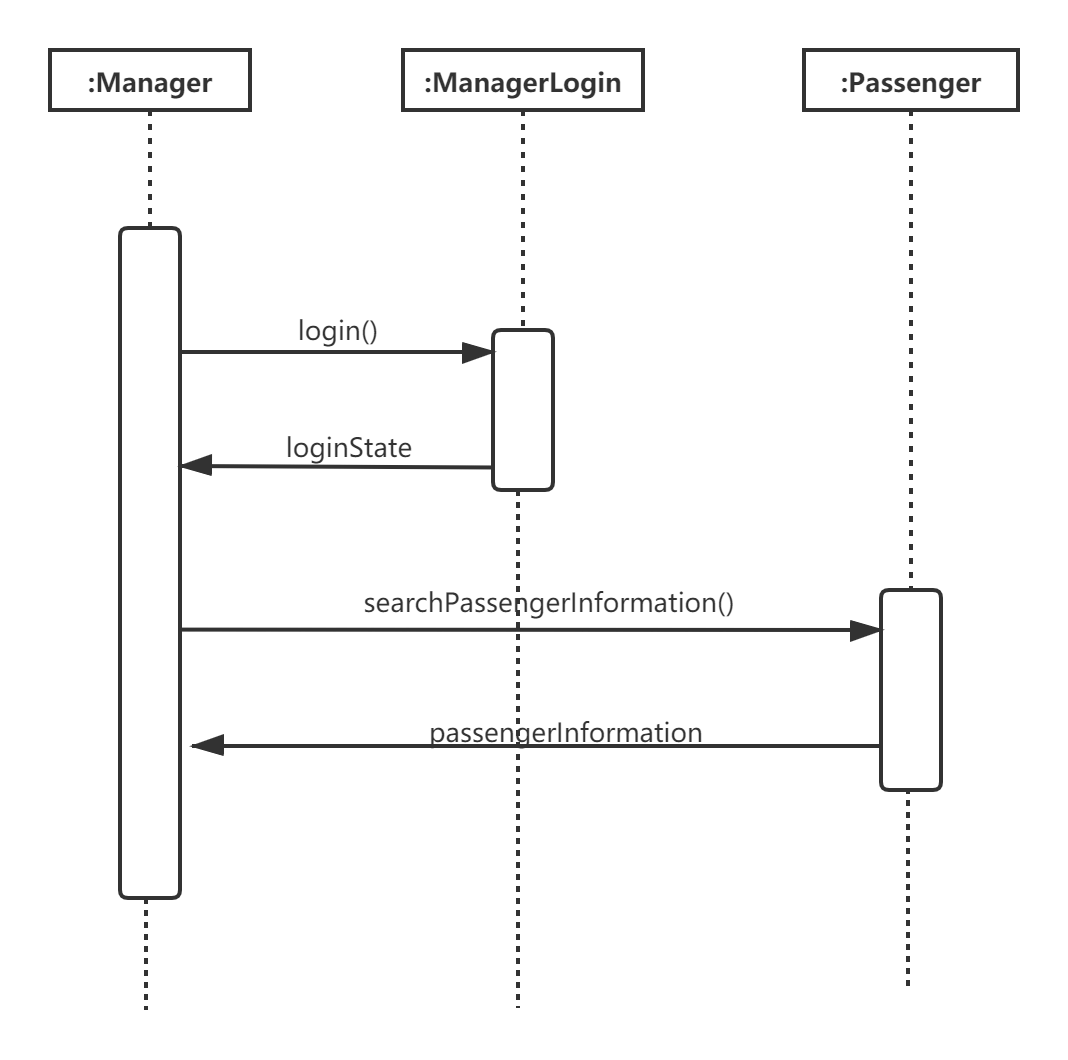 :Manager
:ManagerLogin
:Passenger
login()
loginState
searchPassengerInformation()
passengerInformation